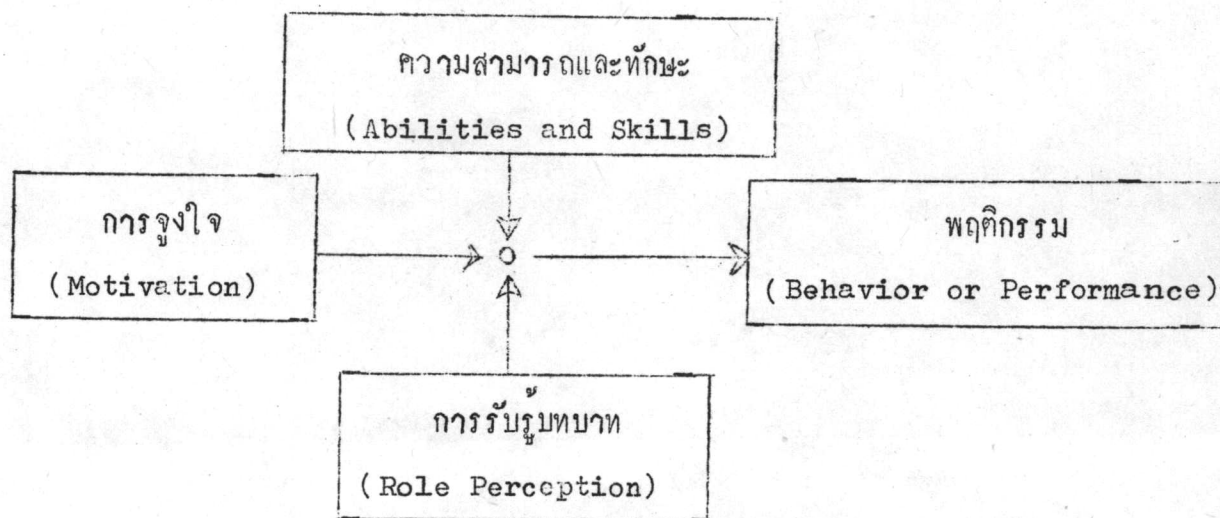 ความสามารถและทักษะ
(Abilities and Skills)
การจูงใจ
(Motivation)
พฤติกรรม
(Behavior or Performance)
การรับรู้บทบาท
(Role Perception)